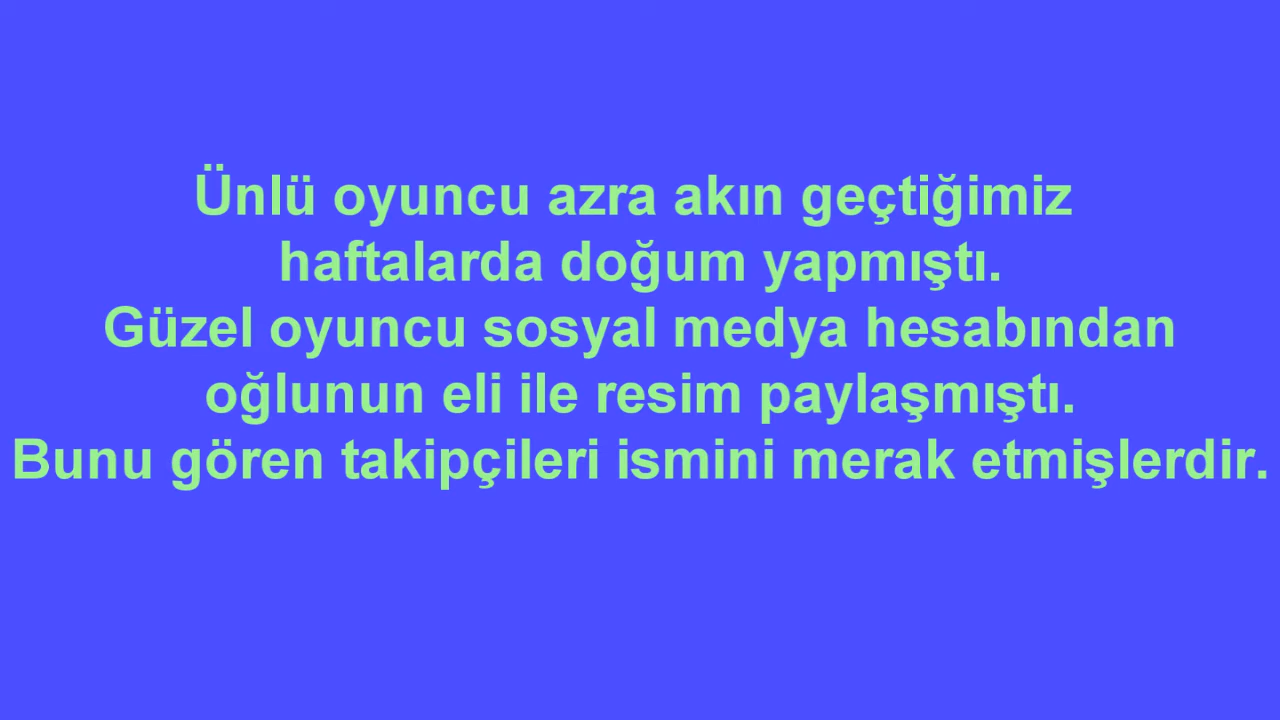 Ünlü oyuncu azra akın geçtiğimiz
haftalarda doğum yapmıştı.
Güzel oyuncu sosyal medya hesabından
oğlunun eli ile resim paylaşmıştı.
Bunu gören takipçileri ismini merak etmişlerdir.